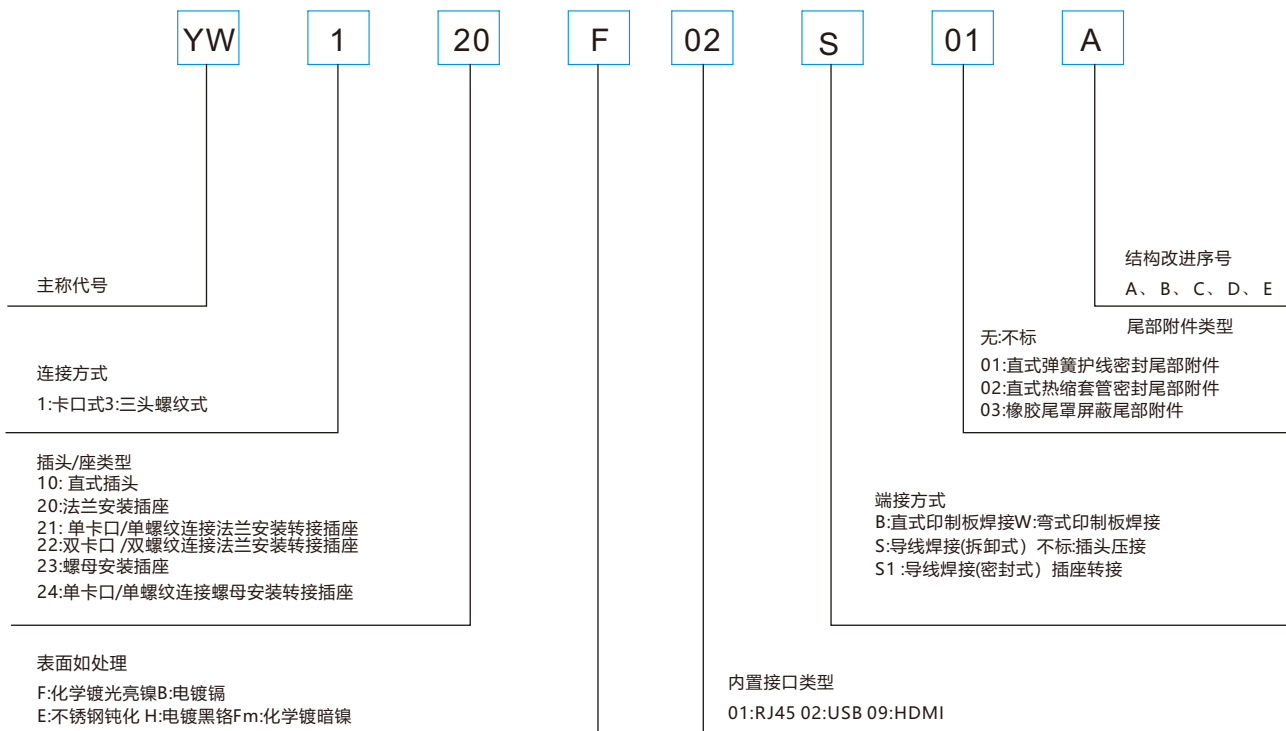 YW 1 20 F 02 S 01 A
主称代号
连接方式
1:卡口式3:三头螺纹式
插头/座类型
10: 直式插头
20:法兰安装插座
21: 单卡口/单螺纹连接法兰安装转接插座
22:双卡口 /双螺纹连接法兰安装转接插座
23:螺母安装插座
24:单卡口/单螺纹连接螺母安装转接插座
表面如处理
F:化学镀光亮镍B:电镀镉
E:不锈钢钝化 H:电镀黑铬Fm:化学镀暗镍
结构改进序号
A、B、C、D、E
尾部附件类型
无:不标
01:直式弹簧护线密封尾部附件
02:直式热缩套管密封尾部附件
03:橡胶尾罩屏蔽尾部附件
端接方式
B:直式印制板焊接W:弯式印制板焊接
S:导线焊接(拆卸式）不标:插头压接
S1:导线焊接(密封式）插座转接
内置接口类型
01:RJ45 02:USB 09:HDMI